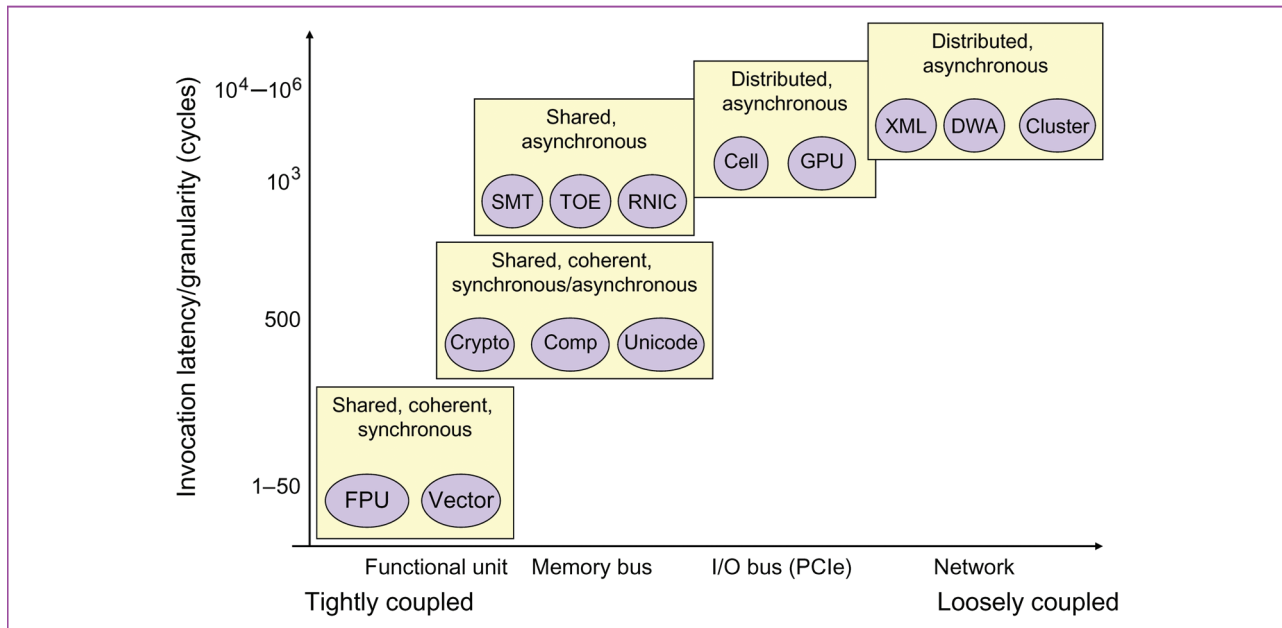 Invocation latency/granularity (cycles)
10⁴–10⁶
10³
500
1–50
Distributed,
asynchronous
XML DWA Cluster
Distributed,
asynchronous
Cell GPU
Shared,
asynchronous
SMT TOE RNIC
Shared, coherent,
synchronous/asynchronous
Crypto Comp Unicode
Shared, coherent,
synchronous
FPU Vector
Functional unit Memory bus I/O bus (PCIe) Network
Tightly coupled Loosely coupled